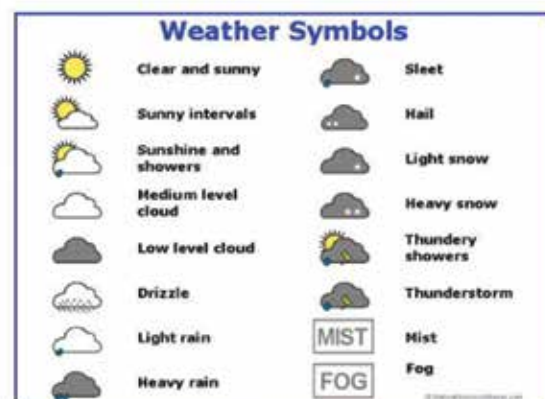 Weather Symbols
Clear and sunny
Sunny intervals
Sunshine and
showers
Medium level
cloud
Low level cloud
Drizzle
Light rain
Heavy rain
Sleet
Hail
Light snow
Heavy snow
Thundery
showers
Thunderstorm
MIST
Mist
FOG
Fog